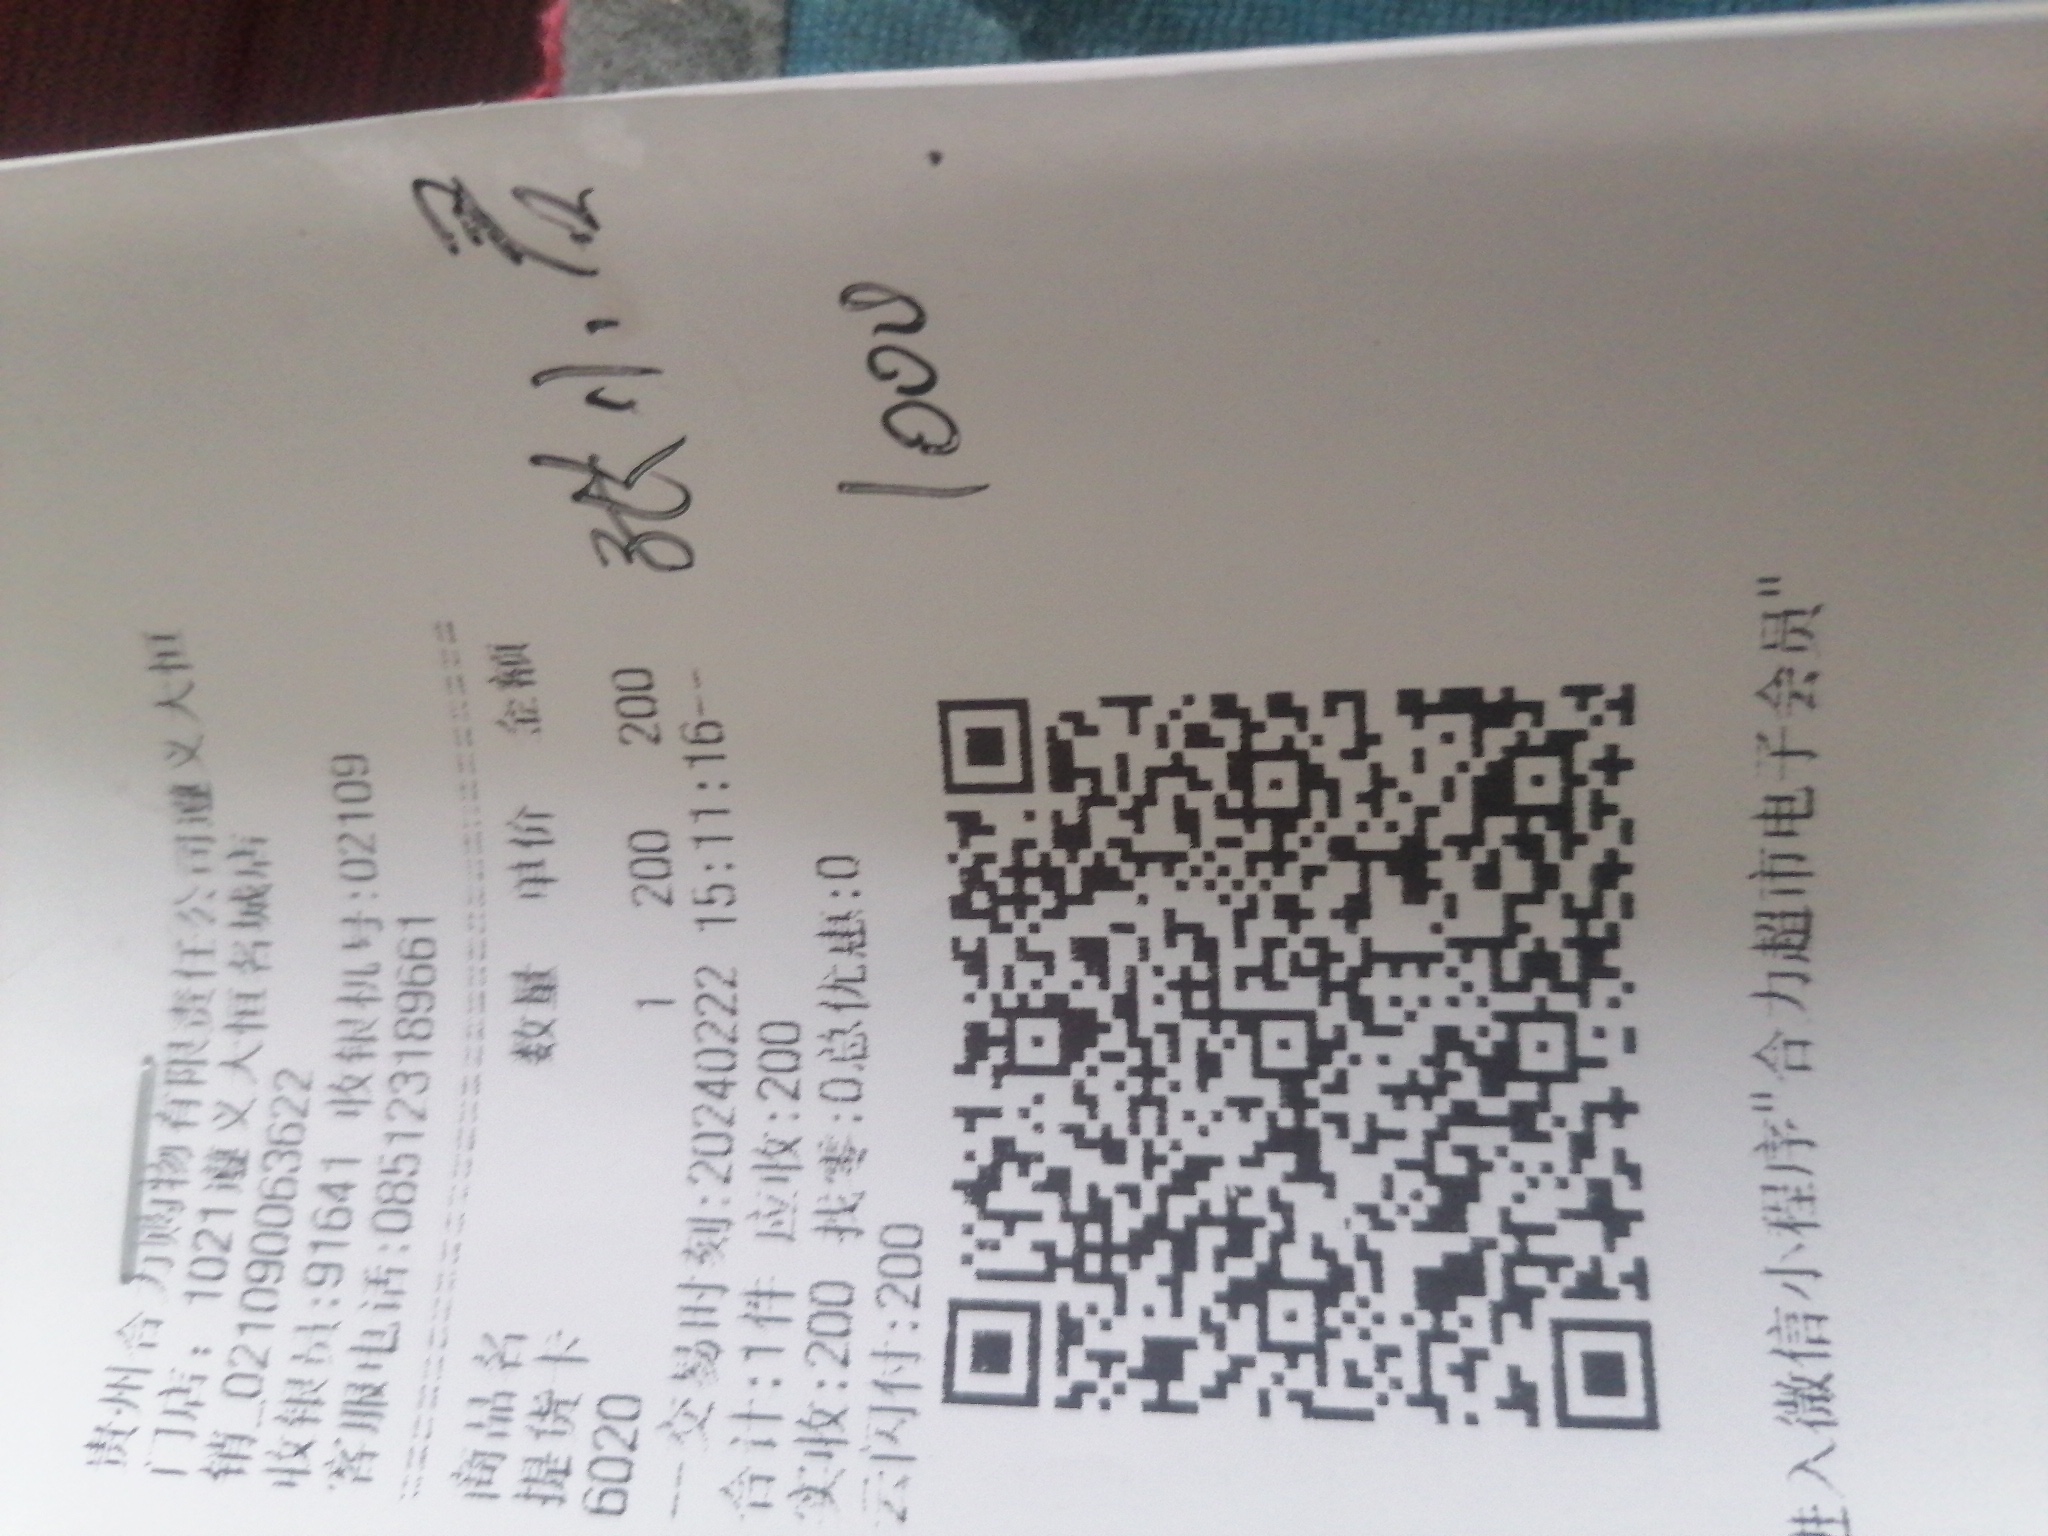 贵州合力购物有限责任公司遵义大恒
门店：1021遵义大恒名城店
销_0210900636​22
收银员:91641 收银机号:02109
客服电话:085123189661
商品名 数量 单价 金额
提货卡
6020 1 200 200
--交易时刻:20240222 15:11:16--
合计:1件 应收:200
实收:200 找零:0总优惠:0
云闪付:200
张小
1000
进入微信小程序"合力超市电子会员"